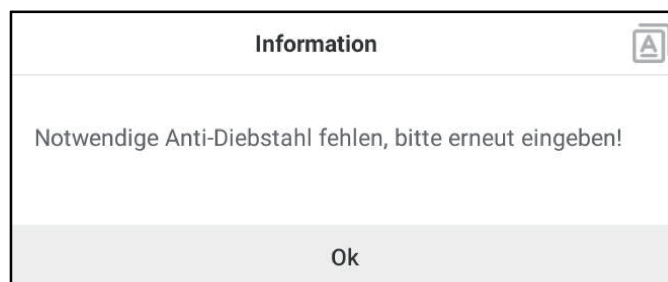 Information
A
Notwendige Anti-Diebstahl fehlen, bitte erneut eingeben!
Ok